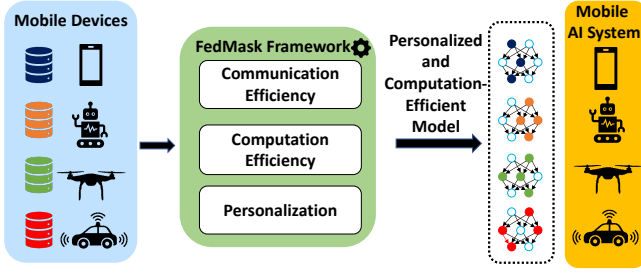 Mobile Devices
FedMask Framework
Communication
Efficiency
Computation
Efficiency
Personalization
Personalized
and
Computation-
Efficient
Model
Mobile
AI System